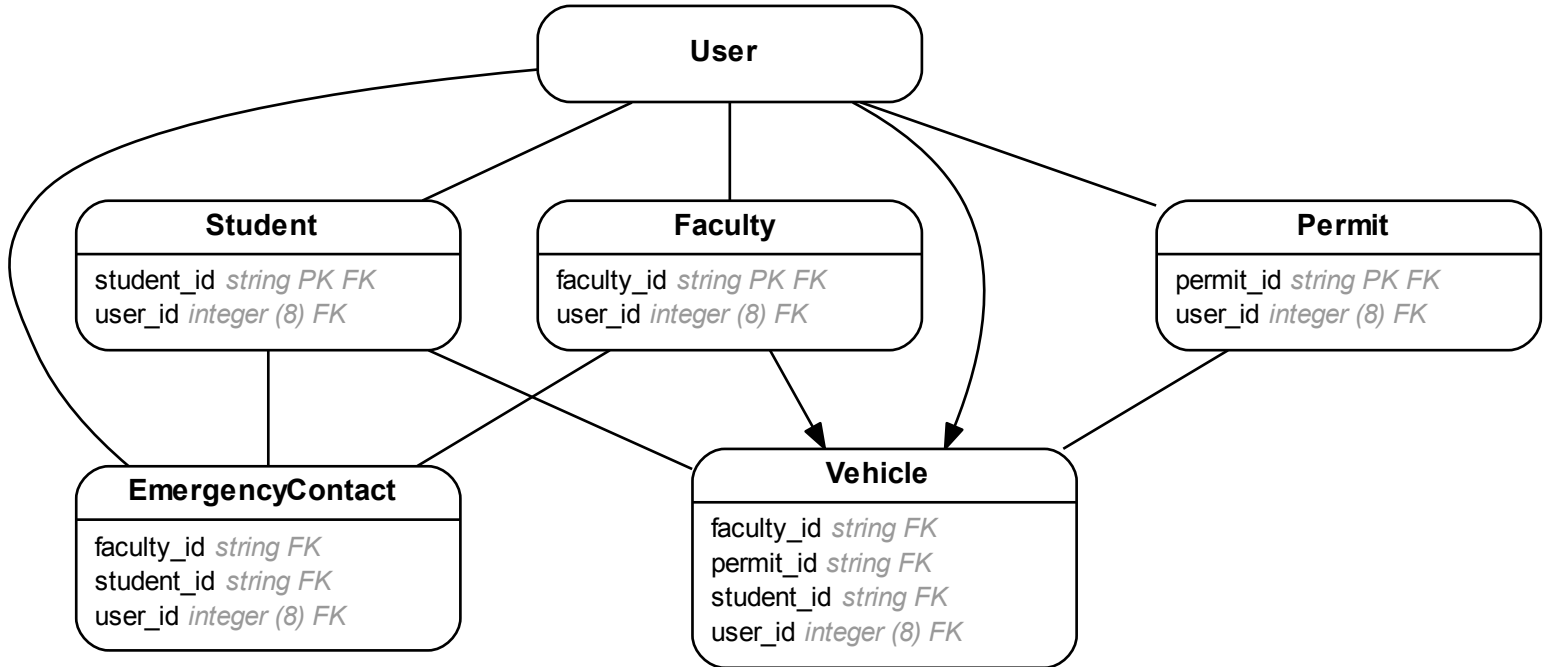 User
Student
student_id string PK FK
user_id integer (8) FK
Faculty
faculty_id string PK FK
user_id integer (8) FK
Permit
permit_id string PK FK
user_id integer (8) FK
EmergencyContact
faculty_id string FK
student_id string FK
user_id integer (8) FK
Vehicle
faculty_id string FK
permit_id string FK
student_id string FK
user_id integer (8) FK